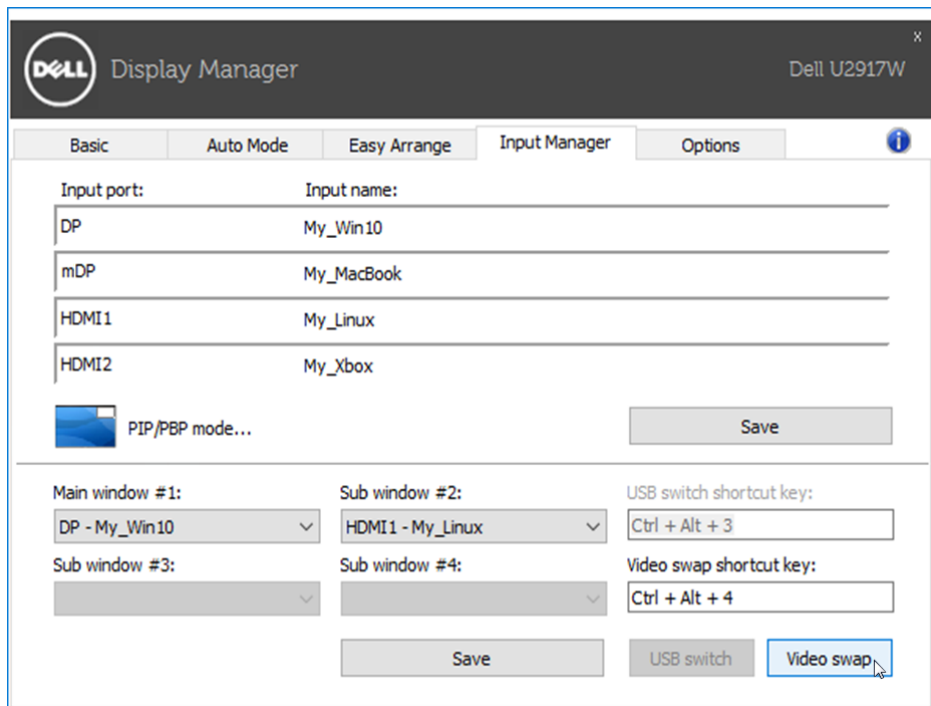 x
DELL Display Manager Dell U2917W
Basic Auto Mode Easy Arrange Input Manager Options i
Input port: Input name:
DP My_Win10
mDP My_MacBook
HDMI1 My_Linux
HDMI2 My_Xbox
PIP/PBP mode... Save
Main window #1: Sub window #2: USB switch shortcut key:
DP - My_Win10 HDMI1 - My_Linux Ctrl + Alt + 3
Sub window #3: Sub window #4: Video swap shortcut key:
Ctrl + Alt + 4
Save USB switch Video swap